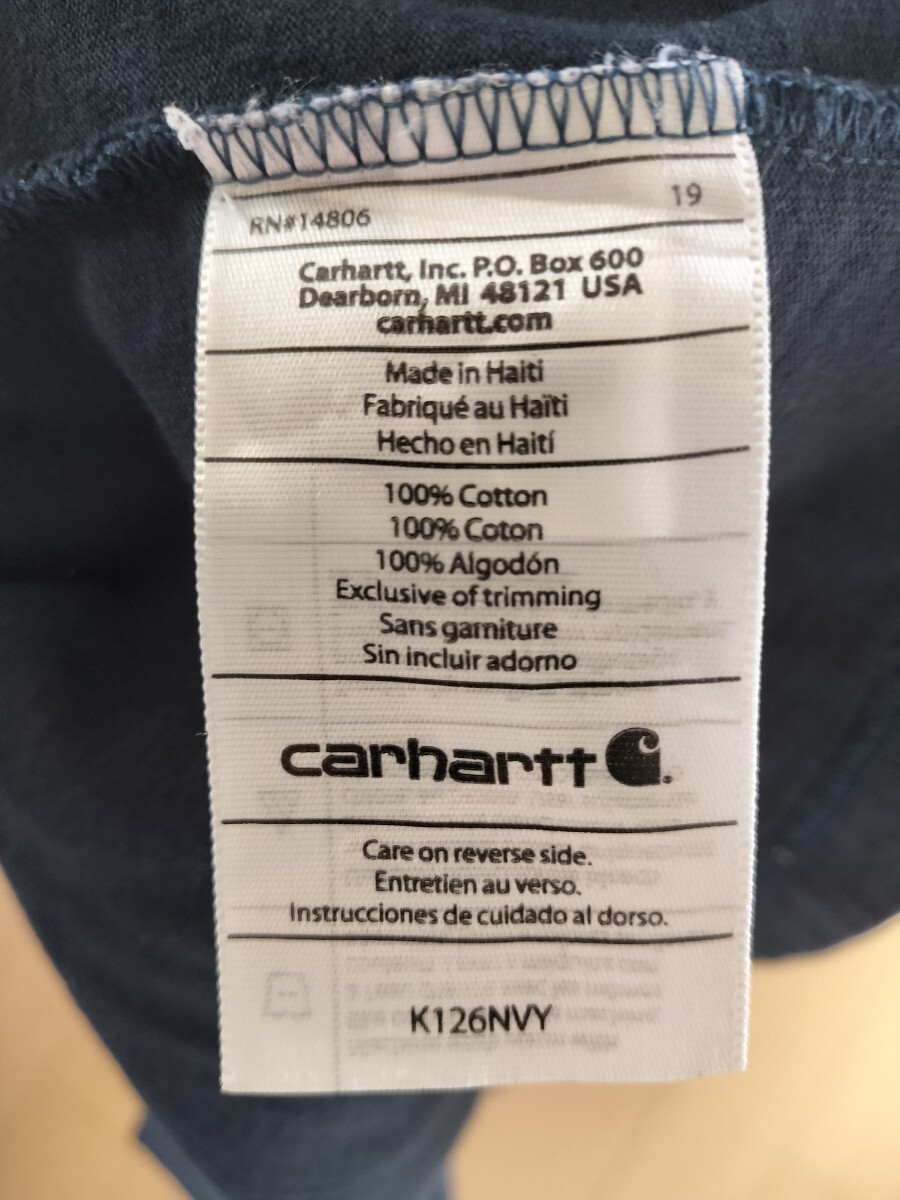 RN#14806
19
Carhartt, Inc. P.O. Box 600
Dearborn, MI 48121 USA
carhartt.com
Made in Haiti
Fabriqué au Haïti
Hecho en Haití
100% Cotton
100% Coton
100% Algodón
Exclusive of trimming
Sans garniture
Sin incluir adorno
carhartt
Care on reverse side.
Entretien au verso.
Instrucciones de cuidado al dorso.
K126NVY